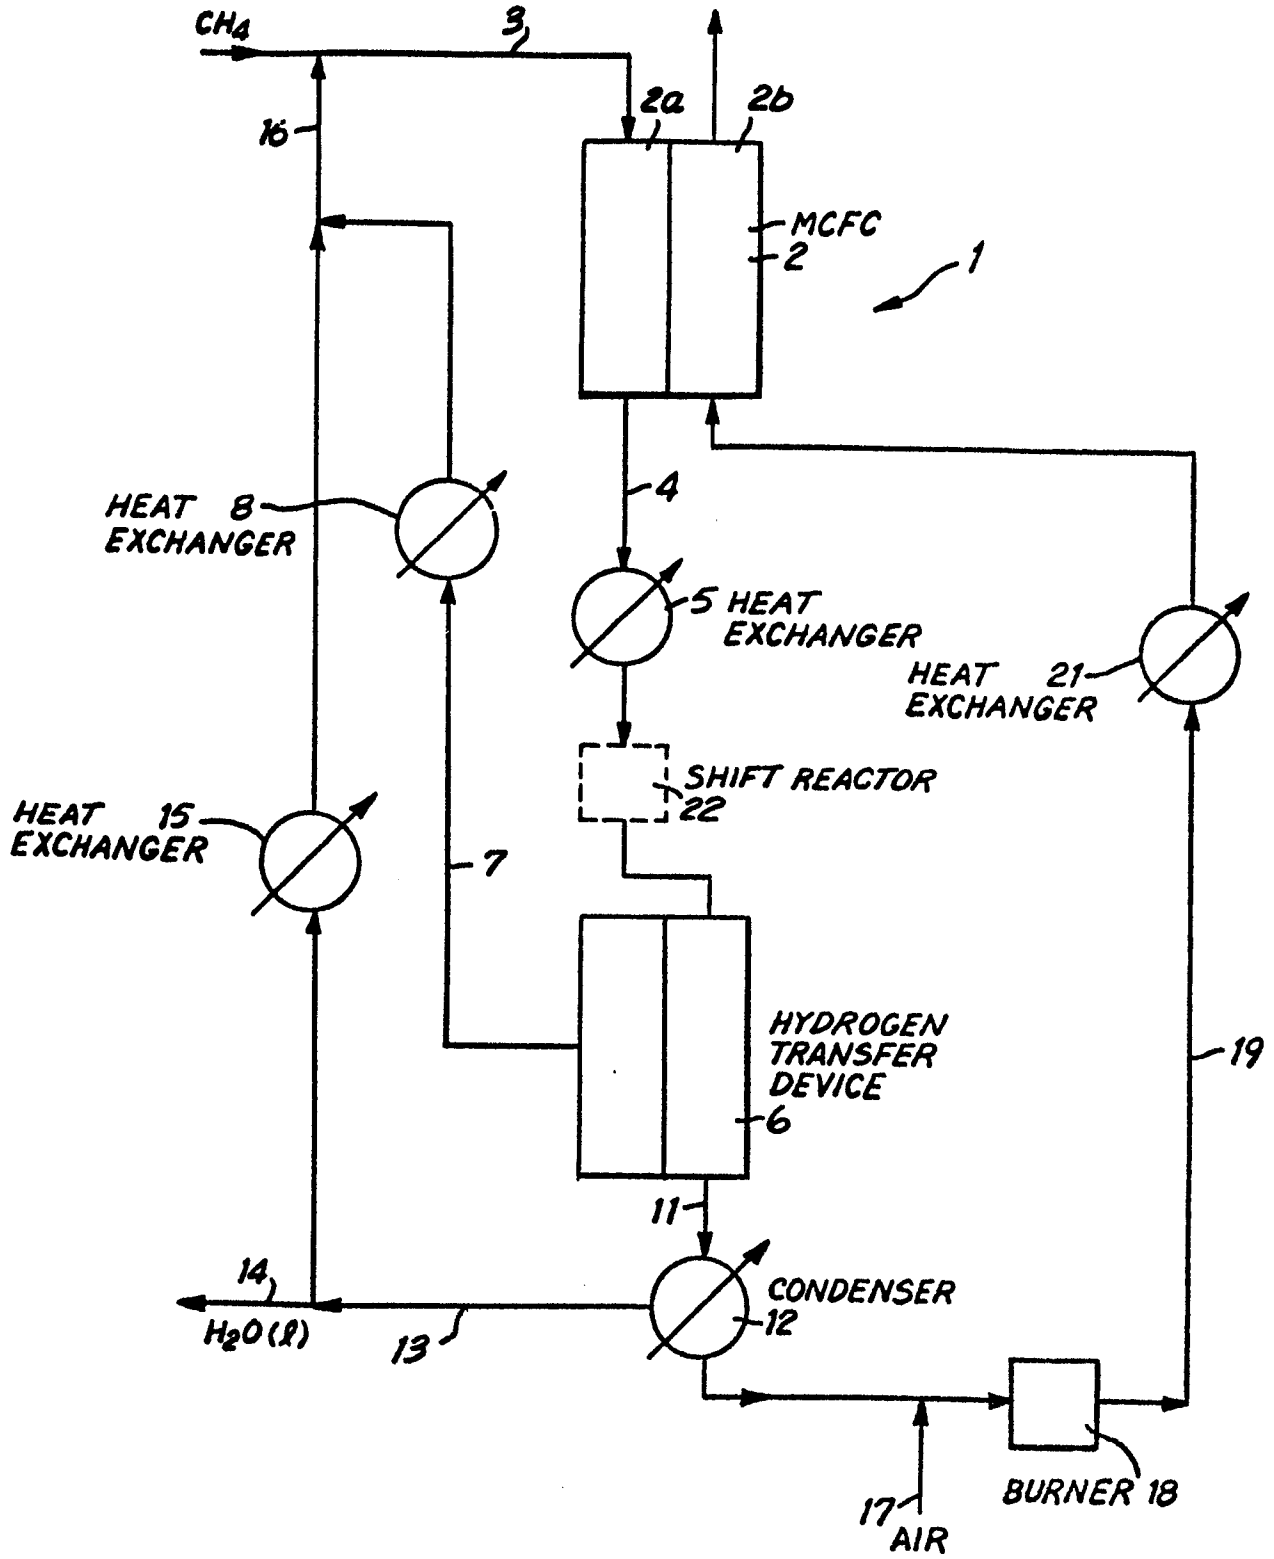 CH4
3
2a
2b
16
MCFC
2
1
4
HEAT 8
EXCHANGER
5 HEAT
EXCHANGER
HEAT 21
EXCHANGER
SHIFT REACTOR
22
HEAT 15
EXCHANGER
7
HYDROGEN
TRANSFER
DEVICE
6
19
11
14
CONDENSER
12
H2O(l)
13
BURNER 18
17
AIR